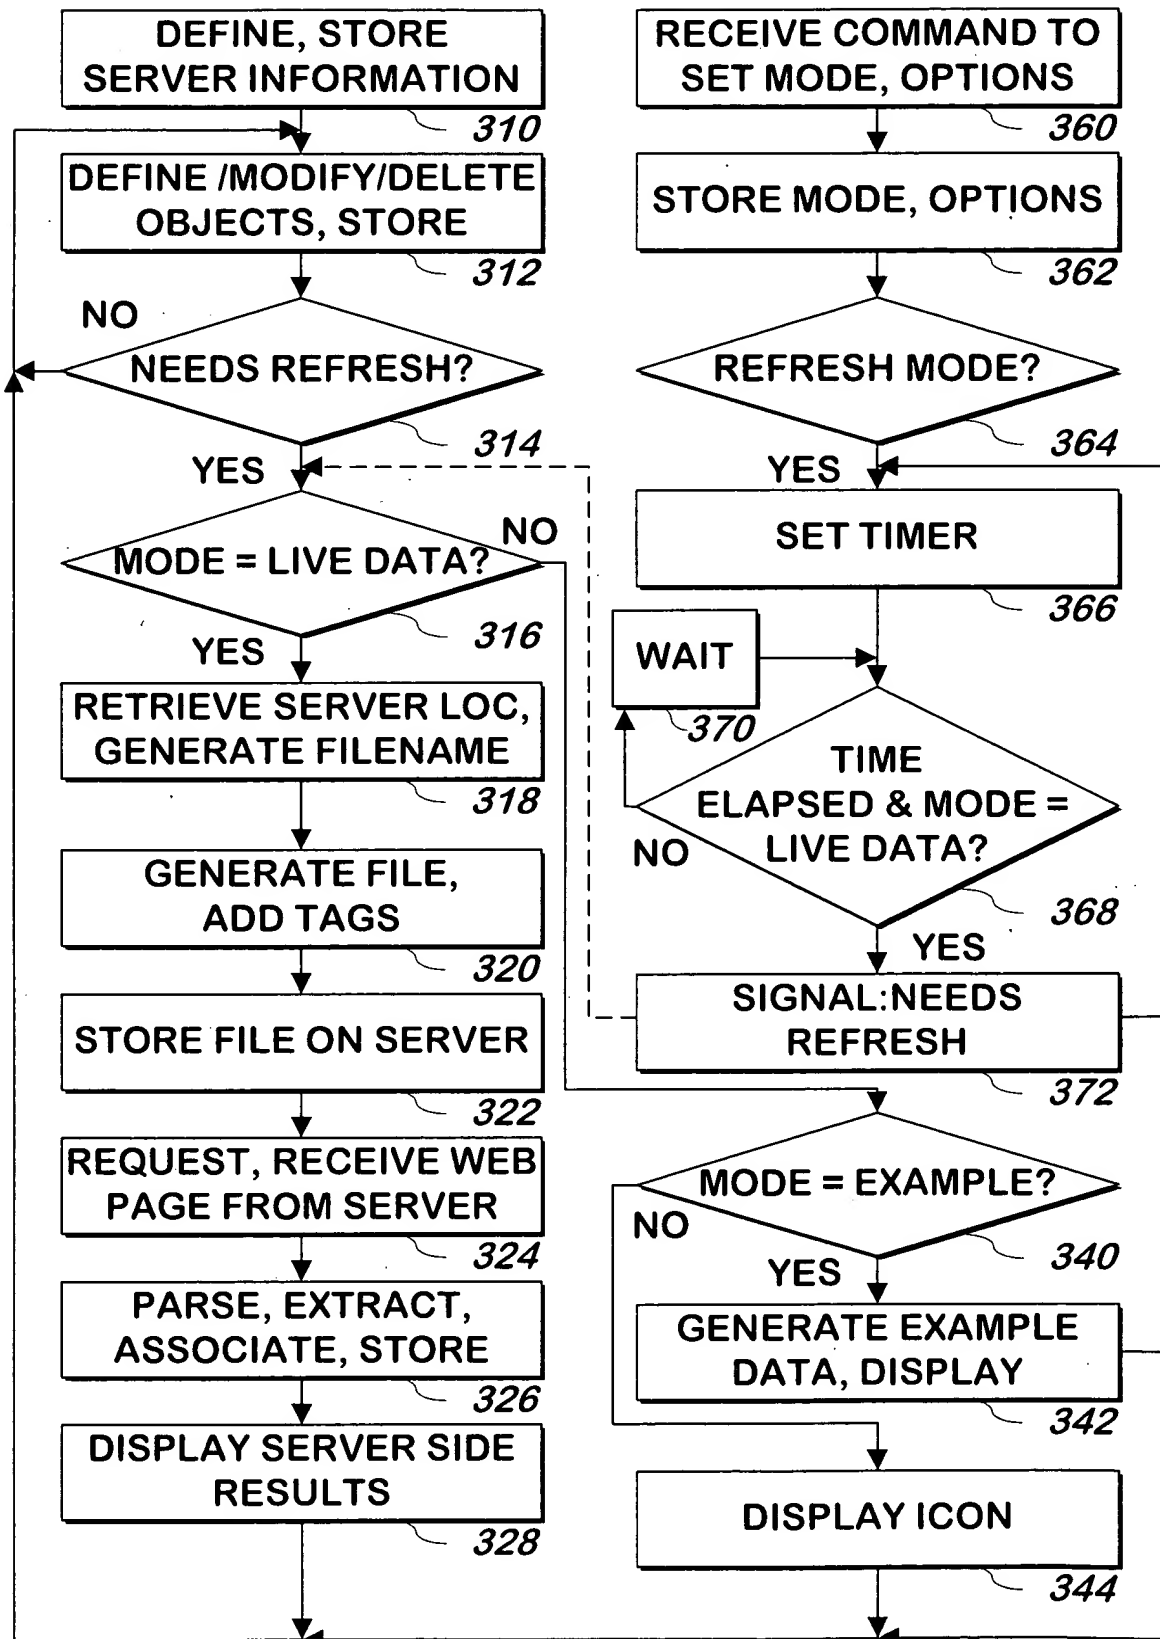 DEFINE, STORE
SERVER INFORMATION
310
DEFINE /MODIFY/DELETE
OBJECTS, STORE
312
NO
NEEDS REFRESH?
314
YES
NO
MODE = LIVE DATA?
316
YES
RETRIEVE SERVER LOC,
GENERATE FILENAME
318
GENERATE FILE,
ADD TAGS
320
STORE FILE ON SERVER
322
REQUEST, RECEIVE WEB
PAGE FROM SERVER
324
PARSE, EXTRACT,
ASSOCIATE, STORE
326
DISPLAY SERVER SIDE
RESULTS
328
RECEIVE COMMAND TO
SET MODE, OPTIONS
360
STORE MODE, OPTIONS
362
REFRESH MODE?
364
YES
SET TIMER
366
WAIT
370
TIME
ELAPSED & MODE =
LIVE DATA?
NO
368
YES
SIGNAL:NEEDS
REFRESH
372
MODE = EXAMPLE?
NO
340
YES
GENERATE EXAMPLE
DATA, DISPLAY
342
DISPLAY ICON
344